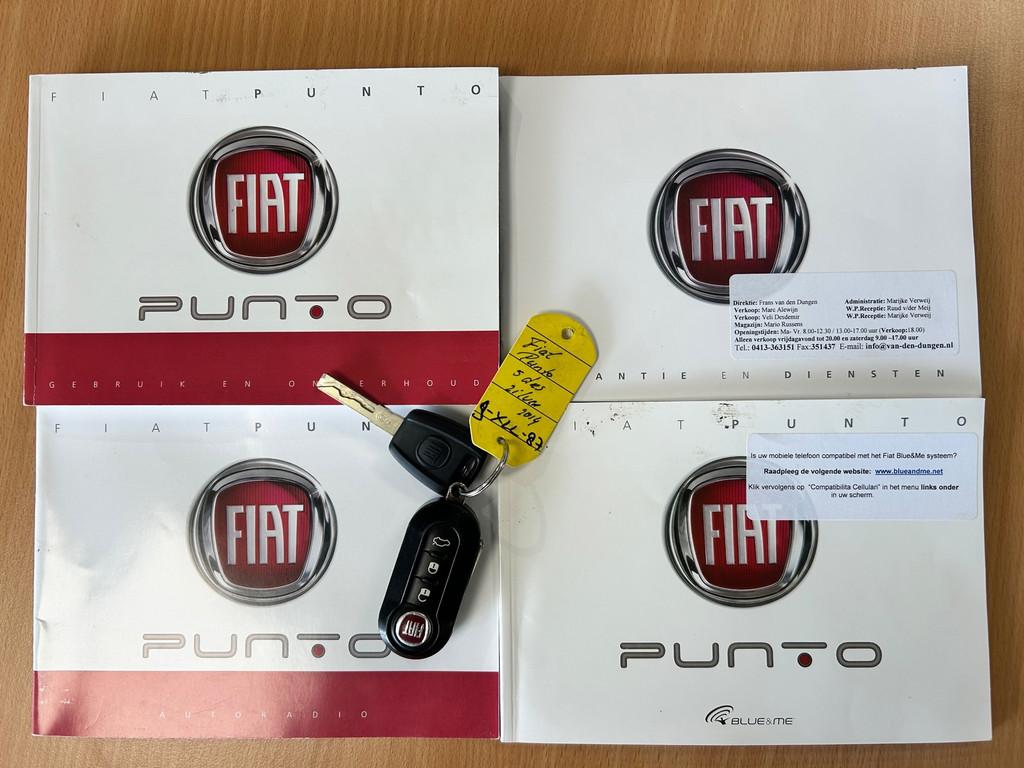 FIAT PUNTO
FIAT
PUNTO
GEBRUIK EN ONDERHOUD
FIAT
Direktie: Frans van den Dungen
Verkoop: Marc Alewijn
Verkoop: Veli Desdemir
Magazijn: Mario Russens
Administratie: Marijke Verweij
W.P.Receptie: Ruud v/der Meij
W.P.Receptie: Marijke Verweij
Openingstijden: Ma- Vr. 8.00-12.30 / 13.00-17.00 uur (Verkoop:18.00)
Alleen verkoop vrijdagavond tot 20.00 en zaterdag 9.00 –17.00 uur
Tel.: 0413-363151 Fax:351437 E-mail: info@van-den-dungen.nl
ANTIE EN DIENSTEN
Fiat
Punto
5 des
zilver
2014
FIAT PUN
FIAT
PUNTO
AUTORADIO
FIAT
IAT PUNTO
Is uw mobiele telefoon compatibel met het Fiat Blue&Me systeem?
Raadpleeg de volgende website: www.blueandme.net
Klik vervolgens op "Compatibilita Cellulari" in het menu links onder
in uw scherm.
FIAT
PUNTO
BLUE&ME